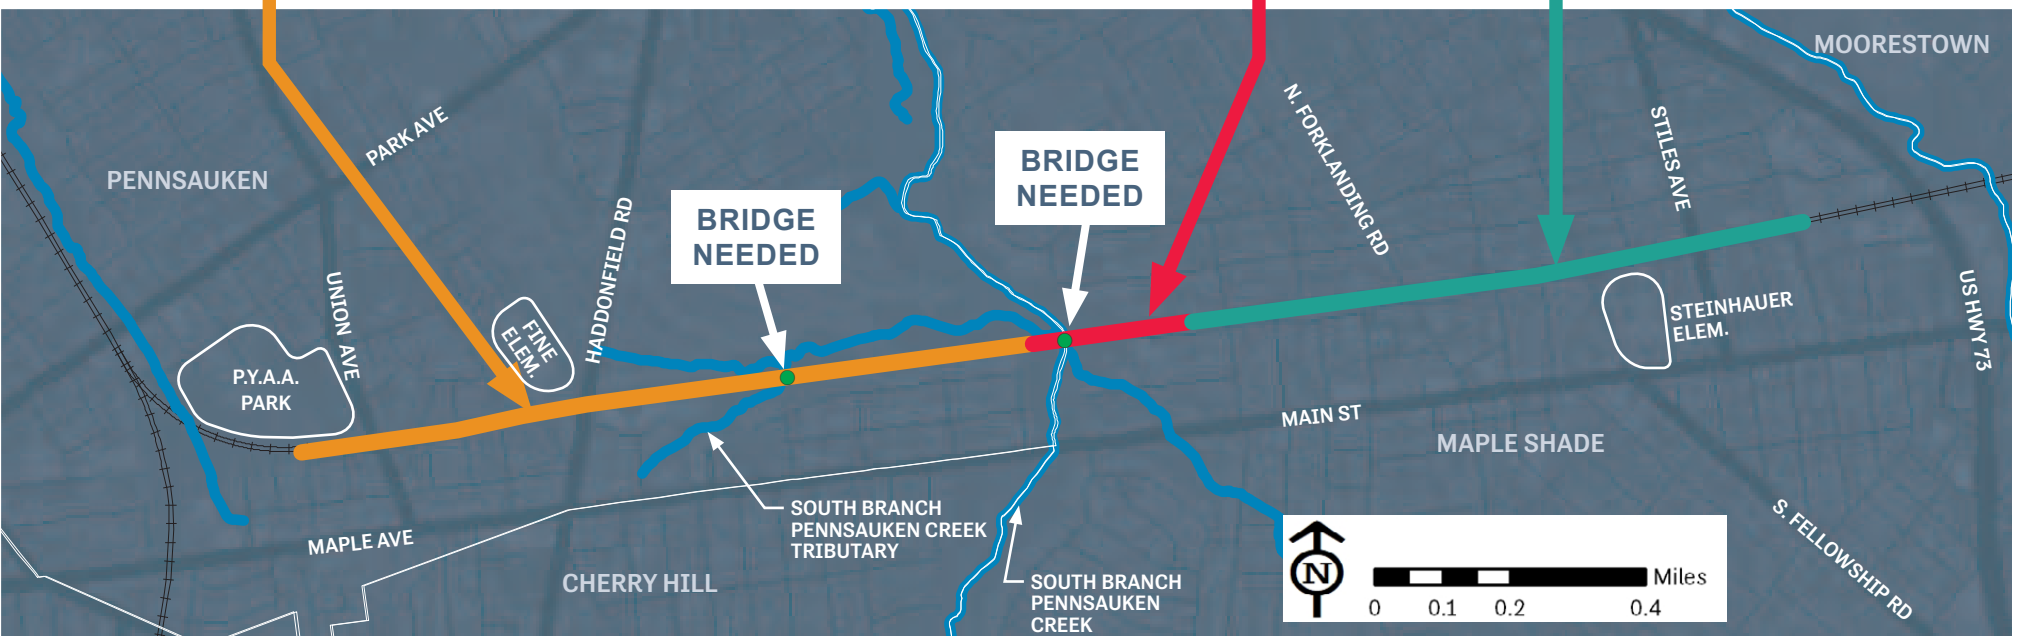 MOORESTOWN
PARK AVE
PENNSAUKEN
N. FORKLANDING RD
STILES AVE
BRIDGE
NEEDED
BRIDGE
NEEDED
HADDONFIELD RD
UNION AVE
FINE
ELEM.
STEINHAUER
ELEM.
US HWY 73
P.Y.A.A.
PARK
MAIN ST
MAPLE SHADE
SOUTH BRANCH
PENNSAUKEN CREEK
TRIBUTARY
MAPLE AVE
CHERRY HILL
SOUTH BRANCH
PENNSAUKEN
CREEK
S. FELLOWSHIP RD
N
Miles
0 0.1 0.2 0.4